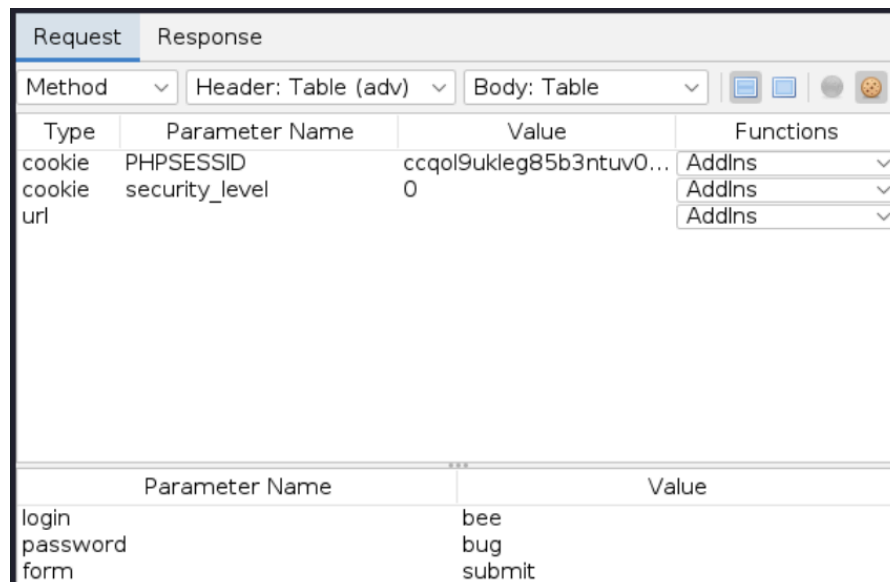 Request Response
Method Header: Table (adv) Body: Table
Type Parameter Name Value Functions
cookie PHPSESSID ccqol9ukleg85b3ntuv0... AddIns
cookie security_level 0 AddIns
url AddIns
Parameter Name Value
login bee
password bug
form submit